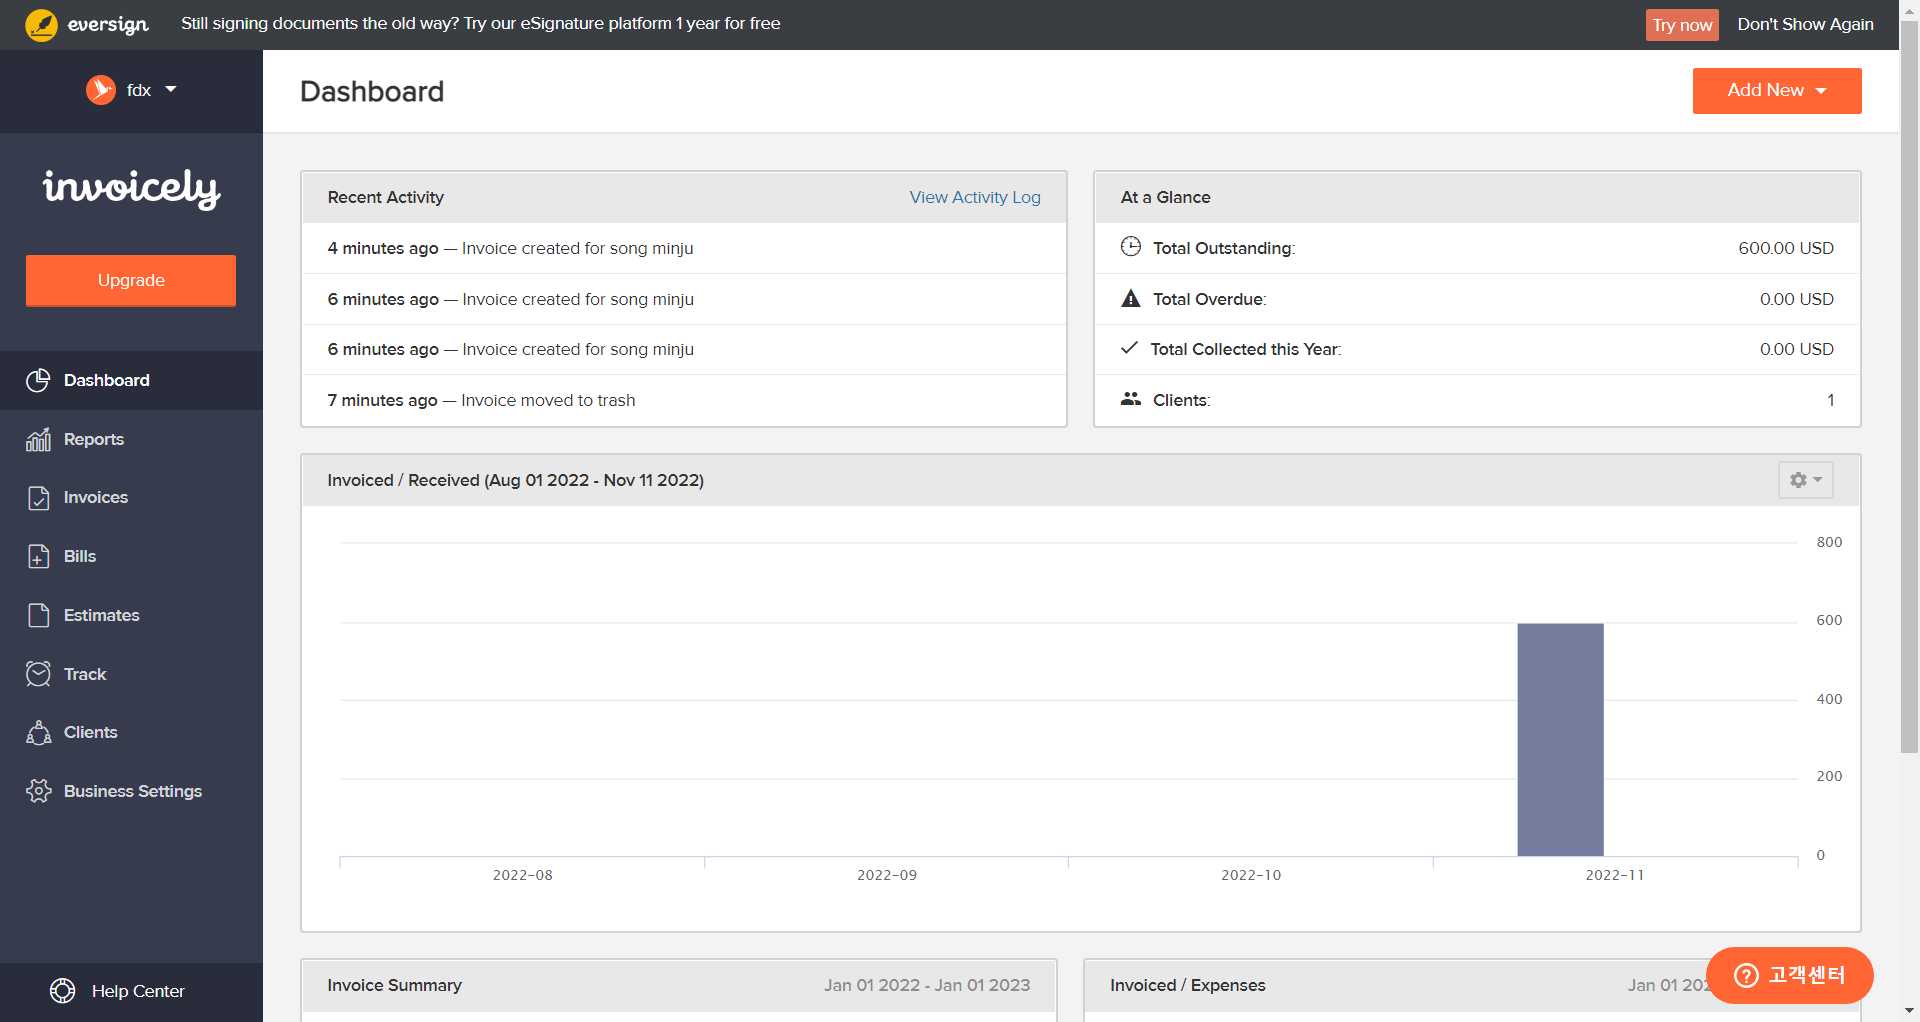 eversign
Still signing documents the old way? Try our eSignature platform 1 year for free
Try now
Don't Show Again
fdx
invoicely
Upgrade
Dashboard
Reports
Invoices
Bills
Estimates
Track
Clients
Business Settings
Help Center
Dashboard
Add New
Recent Activity
View Activity Log
4 minutes ago — Invoice created for song minju
6 minutes ago — Invoice created for song minju
6 minutes ago — Invoice created for song minju
7 minutes ago — Invoice moved to trash
At a Glance
Total Outstanding: 600.00 USD
Total Overdue: 0.00 USD
Total Collected this Year: 0.00 USD
Clients: 1
Invoiced / Received (Aug 01 2022 - Nov 11 2022)
800
600
400
200
0
2022-08 2022-09 2022-10 2022-11
Invoice Summary
Jan 01 2022 - Jan 01 2023
Invoiced / Expenses
Jan 01 202
고객센터